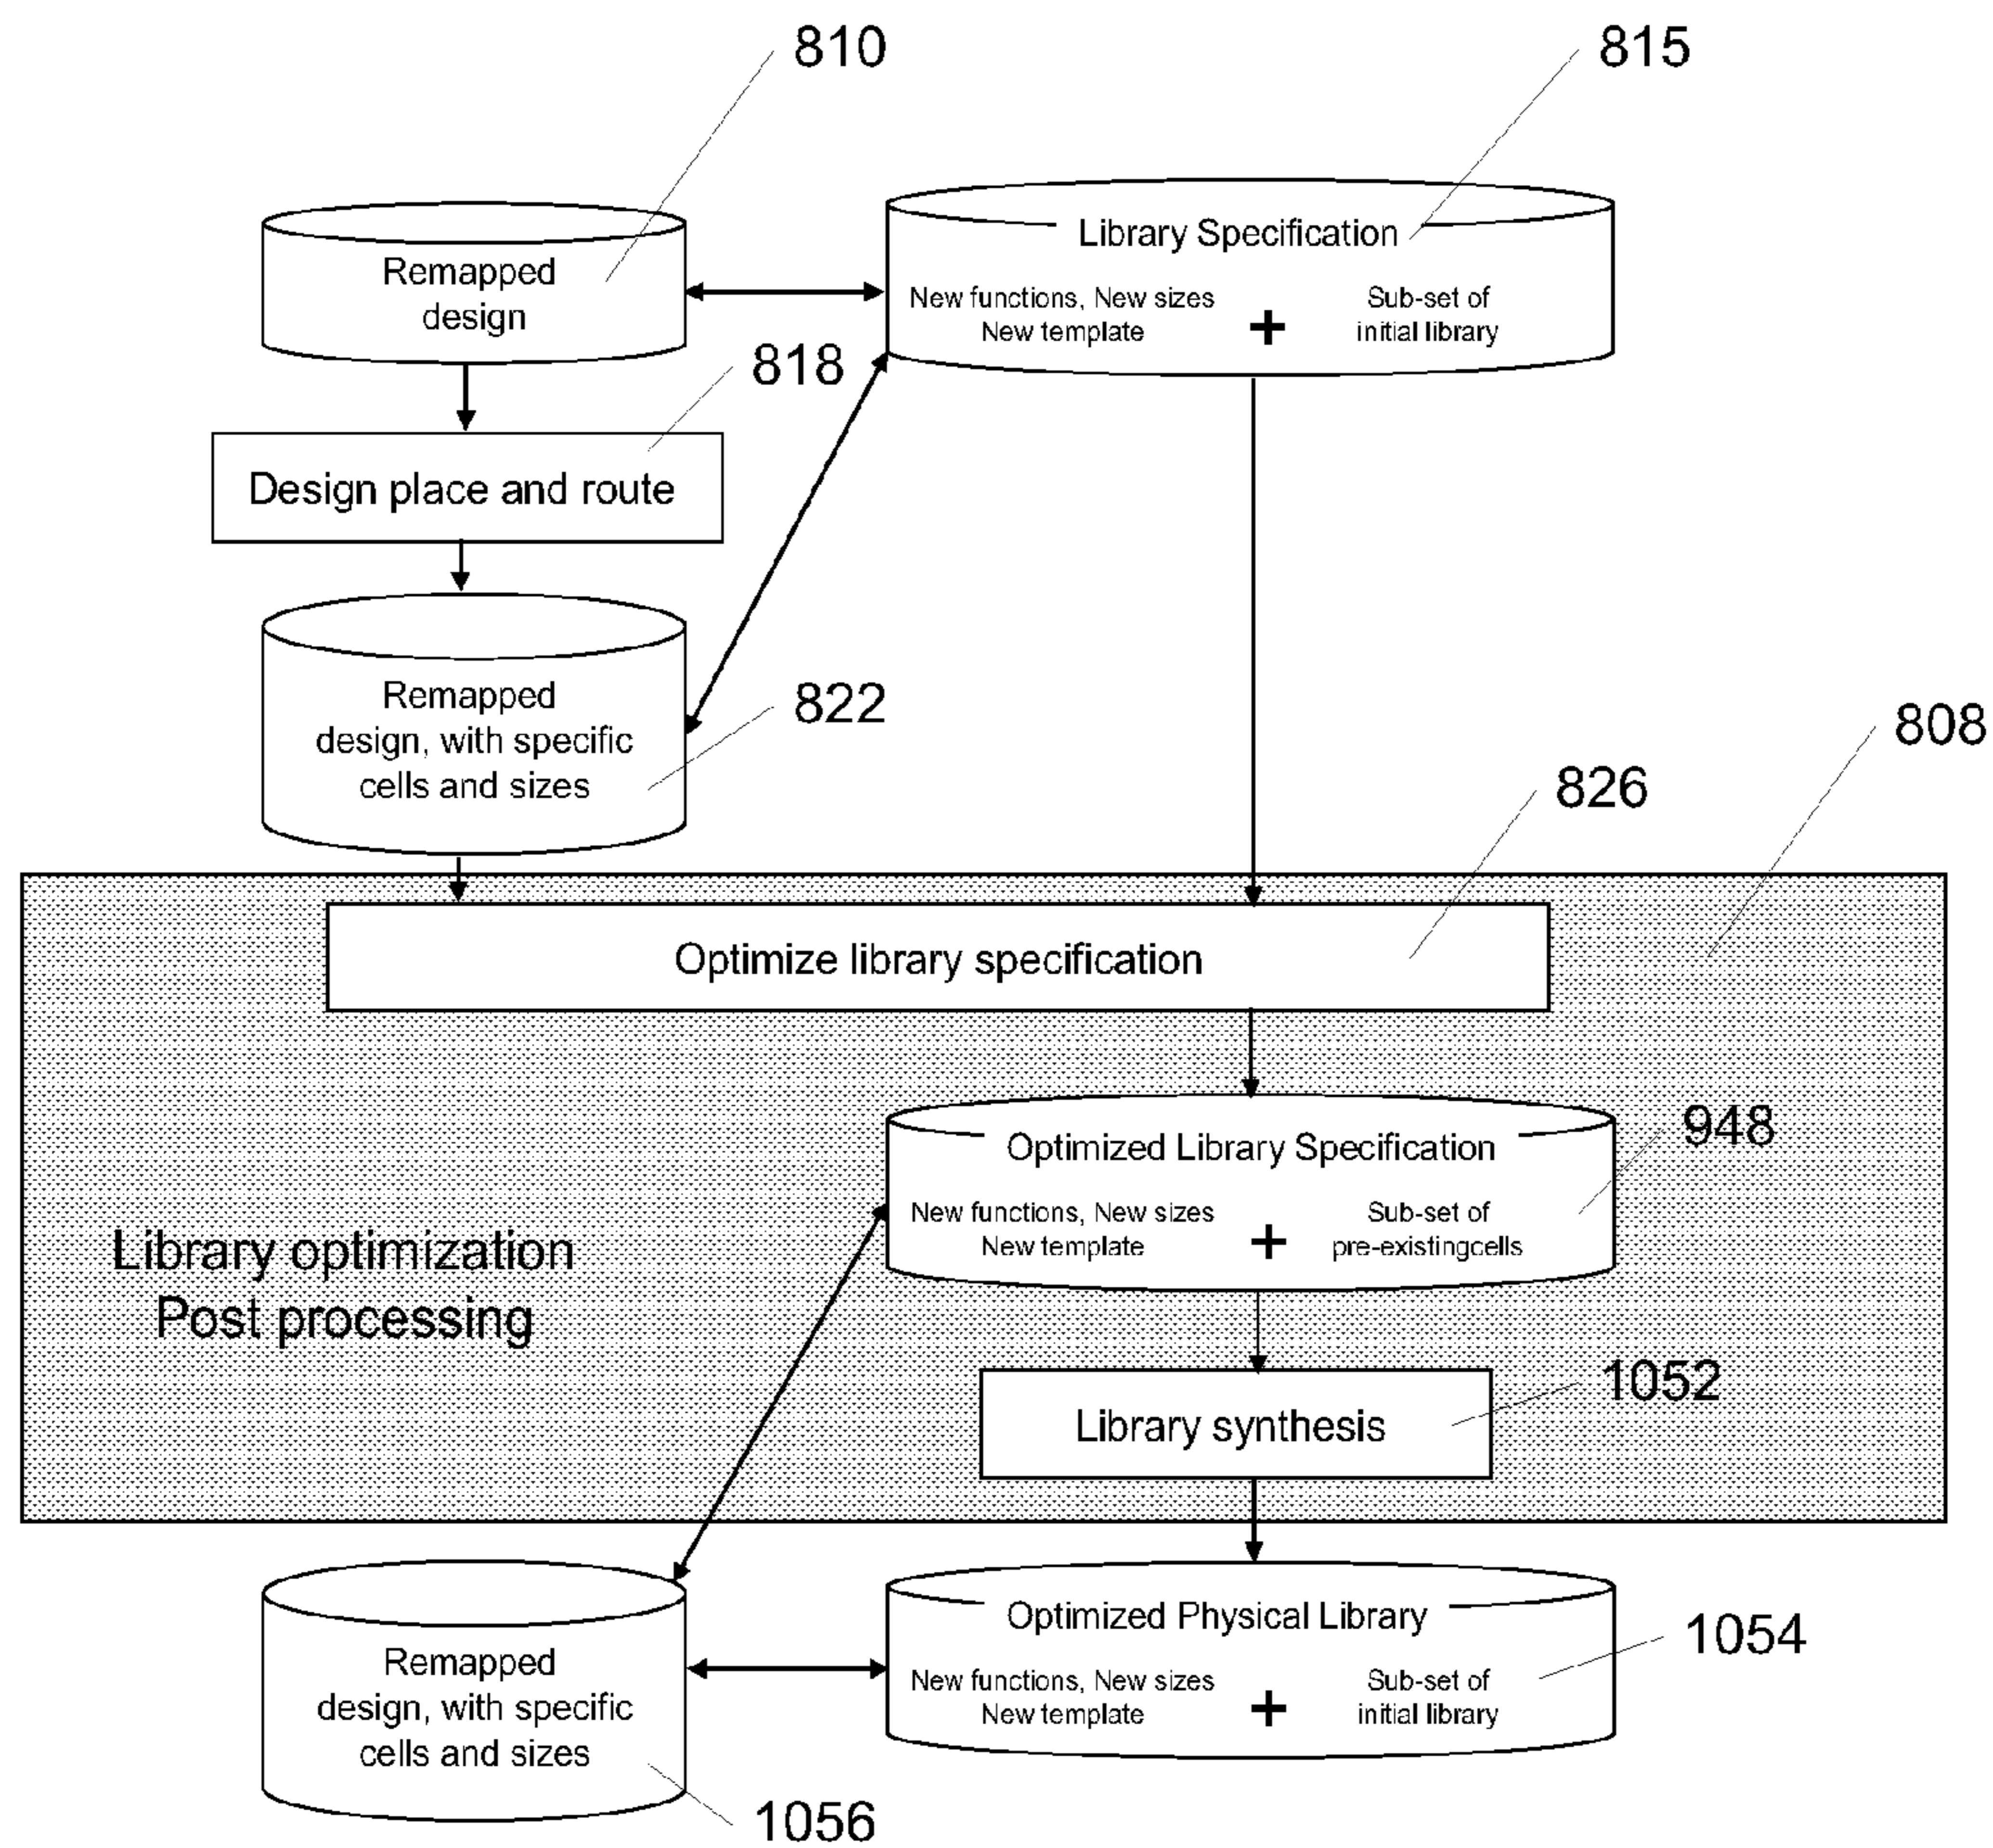 810
815
Library Specification
Remapped
design
New functions, New sizes
New template
+
Sub-set of
initial library
818
Design place and route
Remapped
design, with specific
cells and sizes
822
808
826
Optimize library specification
948
Optimized Library Specification
New functions, New sizes
New template
+
Sub-set of
pre-existingcells
Library optimization
Post processing
1052
Library synthesis
Optimized Physical Library
1054
New functions, New sizes
New template
+
Sub-set of
initial library
Remapped
design, with specific
cells and sizes
1056